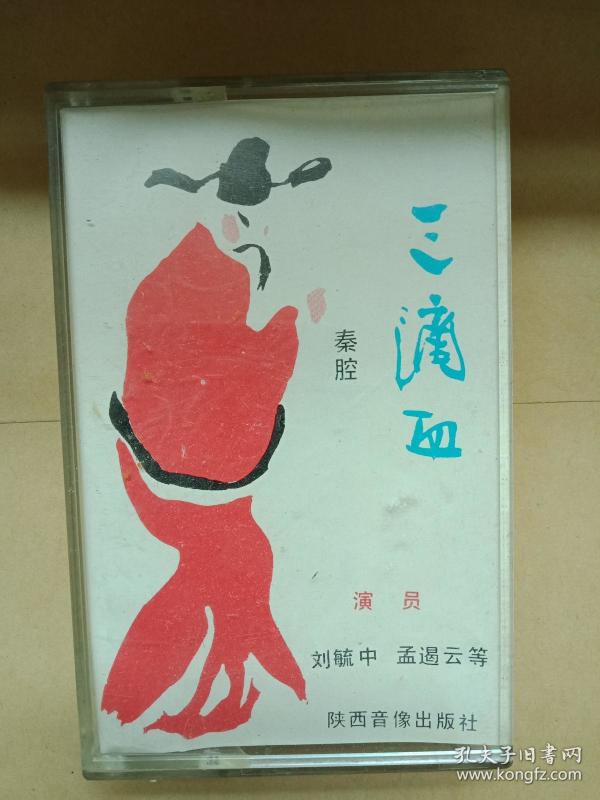 三滴血
秦腔
演员
刘毓中 孟遏云等
陕西音像出版社
孔夫子旧書网
www.kongfz.com